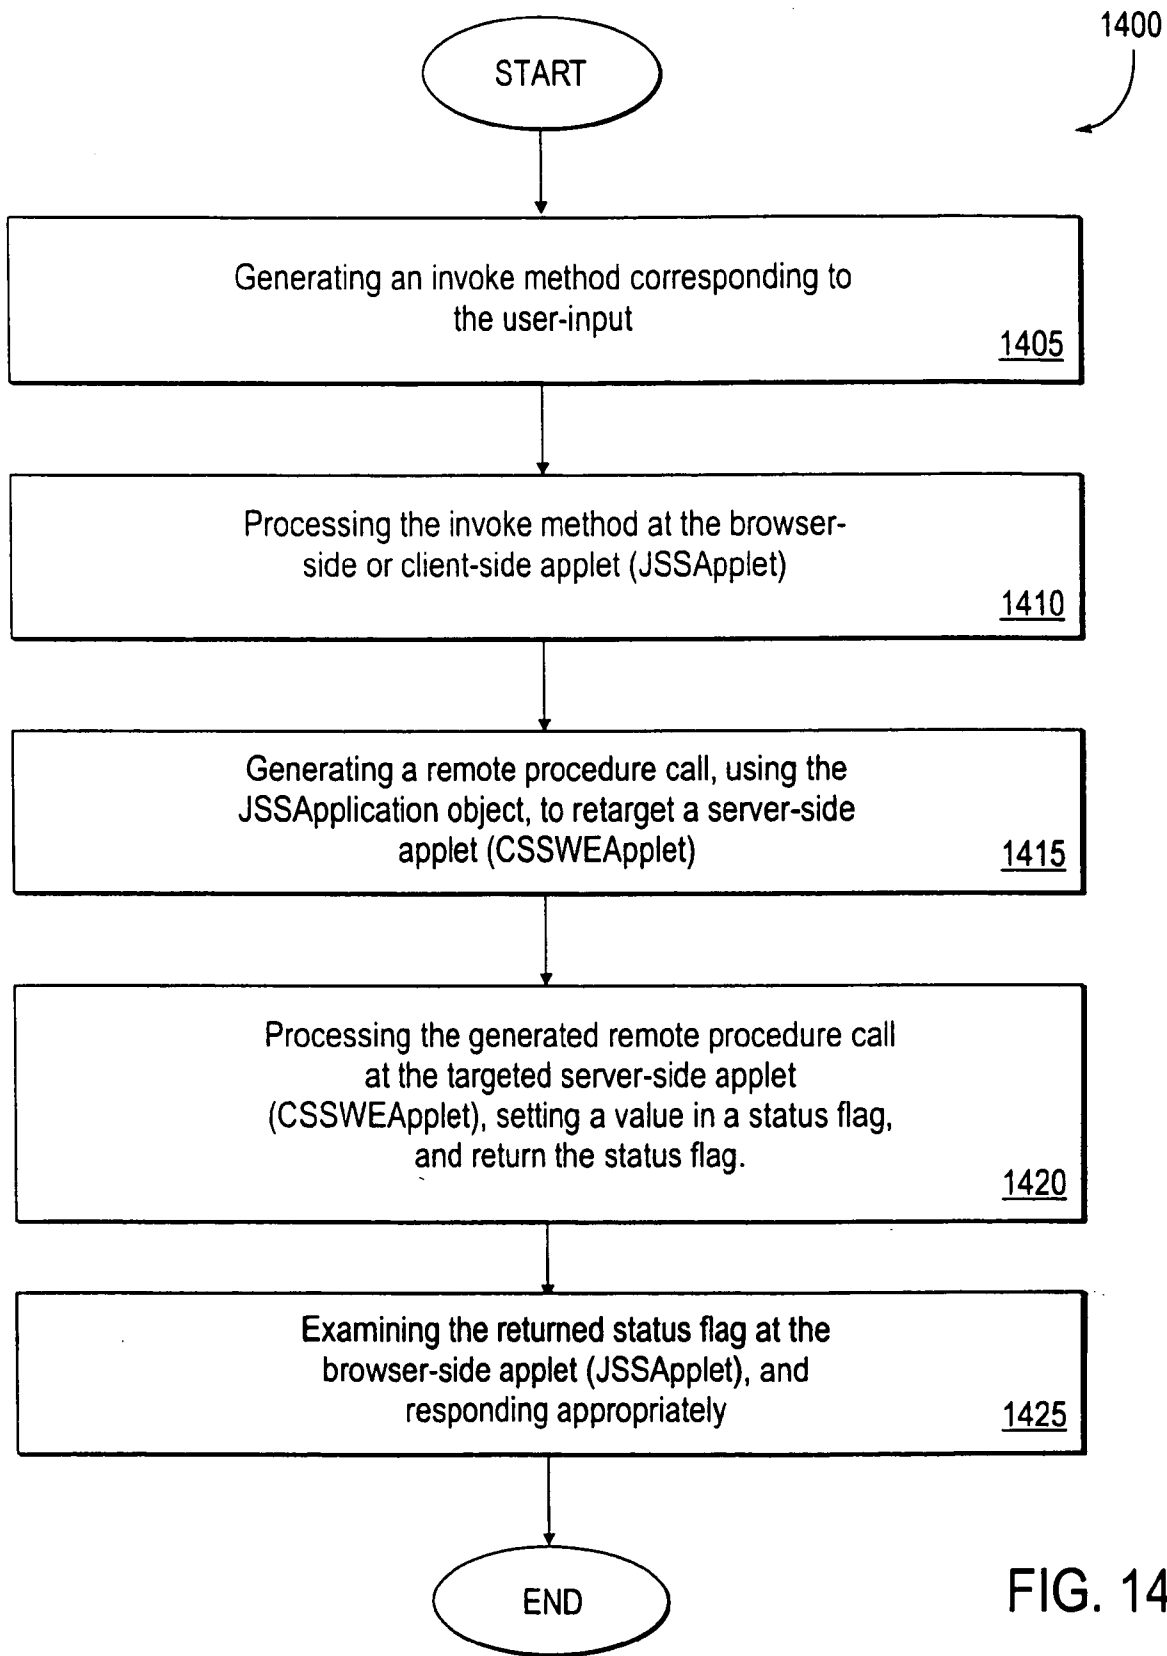 1400
START
Generating an invoke method corresponding to
the user-input
1405
Processing the invoke method at the browser-
side or client-side applet (JSSApplet)
1410
Generating a remote procedure call, using the
JSSApplication object, to retarget a server-side
applet (CSSWEApplet)
1415
Processing the generated remote procedure call
at the targeted server-side applet
(CSSWEApplet), setting a value in a status flag,
and return the status flag.
1420
Examining the returned status flag at the
browser-side applet (JSSApplet), and
responding appropriately
1425
END
FIG. 14